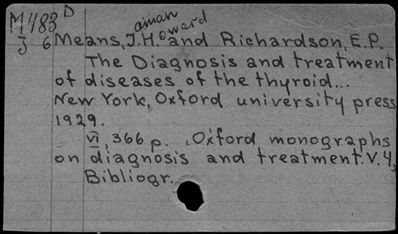 M483 D aman
J 6 oward
Means, J.H. and Richardson, E.P.
The Diagnosis and treatment
of diseases of the thyroid...
New York, Oxford university press
1929.
vi, 366 p. (Oxford monographs
on diagnosis and treatment. V.4)
Bibliogr.